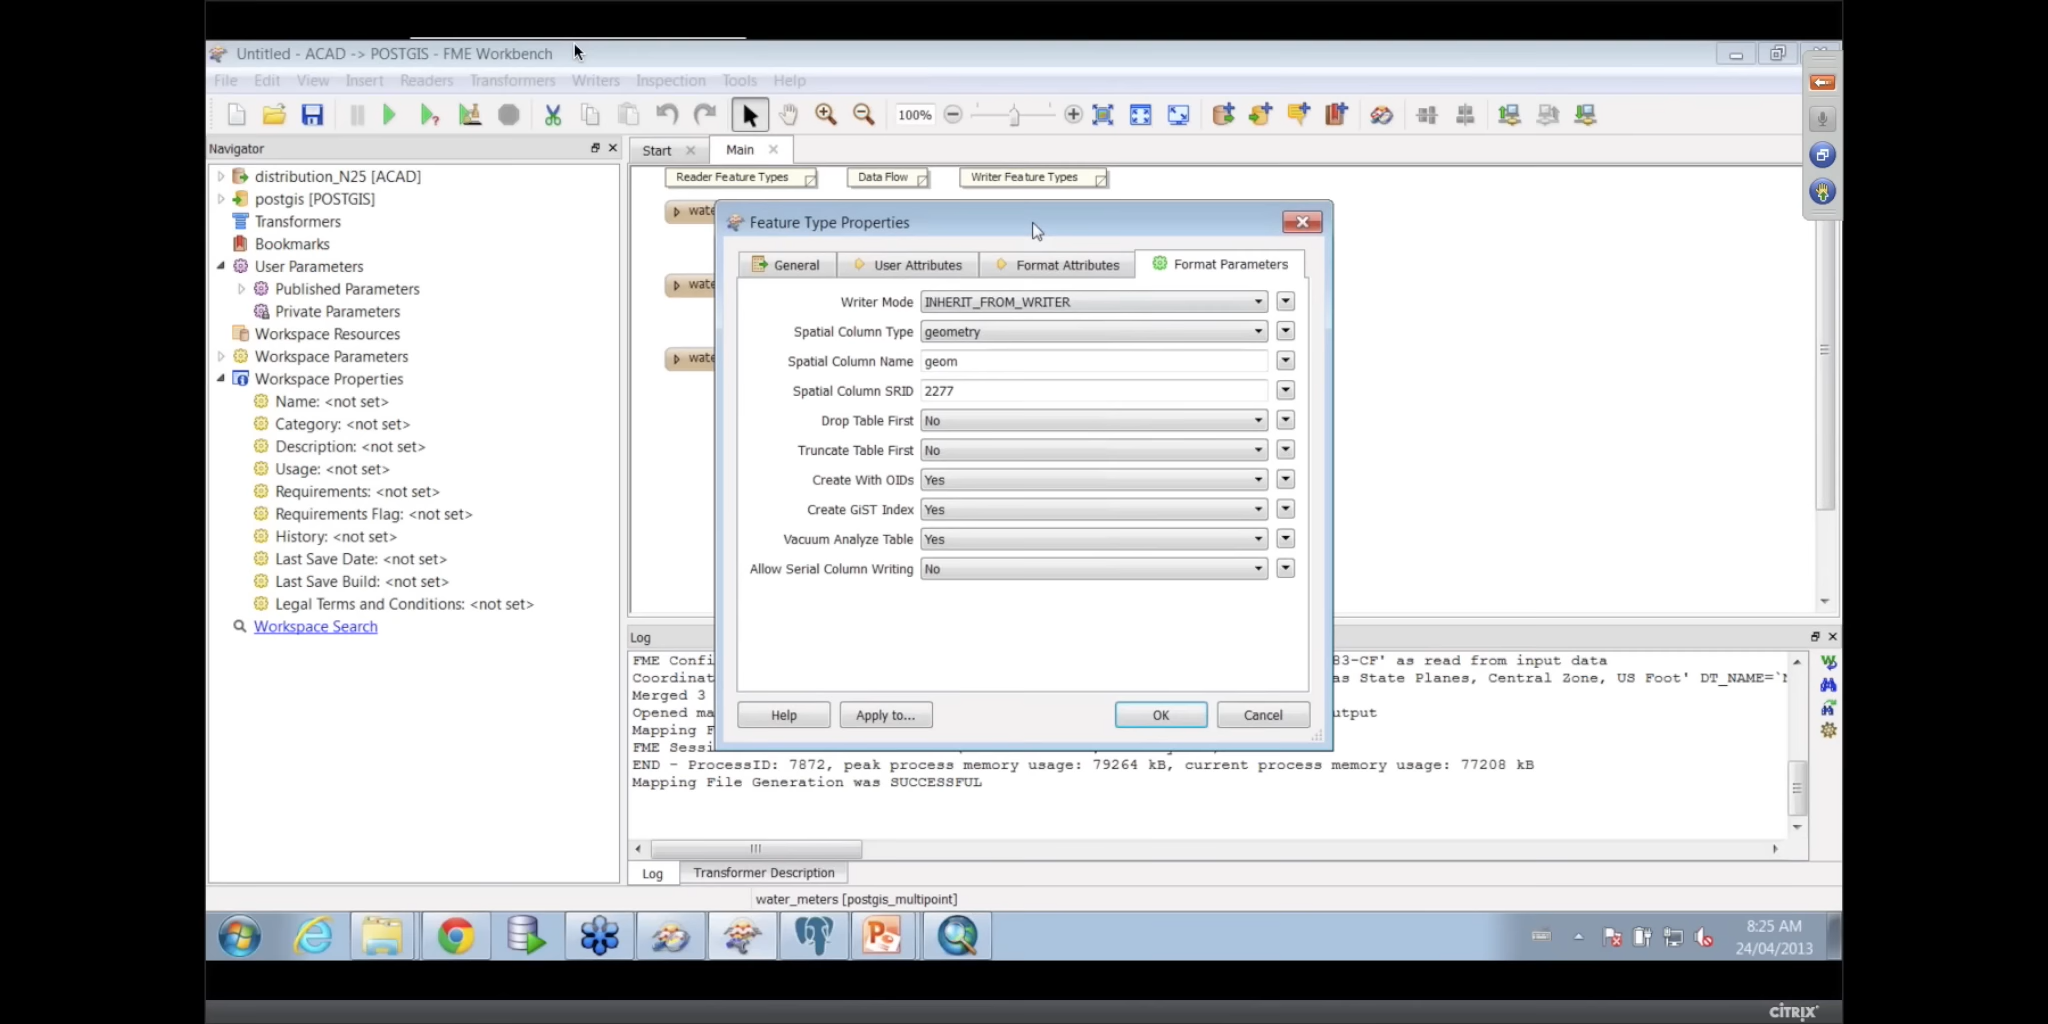 Untitled - ACAD -> POSTGIS - FME Workbench
File Edit View Insert Readers Transformers Writers Inspection Tools Help
100%
Navigator
Start
Main
distribution_N25 [ACAD]
postgis [POSTGIS]
Transformers
Bookmarks
User Parameters
Published Parameters
Private Parameters
Workspace Resources
Workspace Parameters
Workspace Properties
Name: <not set>
Category: <not set>
Description: <not set>
Usage: <not set>
Requirements: <not set>
Requirements Flag: <not set>
History: <not set>
Last Save Date: <not set>
Last Save Build: <not set>
Legal Terms and Conditions: <not set>
Workspace Search
Reader Feature Types
Data Flow
Writer Feature Types
wate
wate
wate
Feature Type Properties
General
User Attributes
Format Attributes
Format Parameters
Writer Mode INHERIT_FROM_WRITER
Spatial Column Type geometry
Spatial Column Name geom
Spatial Column SRID 2277
Drop Table First No
Truncate Table First No
Create With OIDs Yes
Create GiST Index Yes
Vacuum Analyze Table Yes
Allow Serial Column Writing No
Help
Apply to...
OK
Cancel
Log
FME Confi 83-CF' as read from input data
Coordinat as State Planes, Central Zone, US Foot' DT_NAME=`
Merged 3
Opened ma utput
Mapping F
FME Sessi
END - ProcessID: 7872, peak process memory usage: 79264 kB, current process memory usage: 77208 kB
Mapping File Generation was SUCCESSFUL
Log
Transformer Description
water_meters [postgis_multipoint]
8:25 AM
24/04/2013
CITRIX